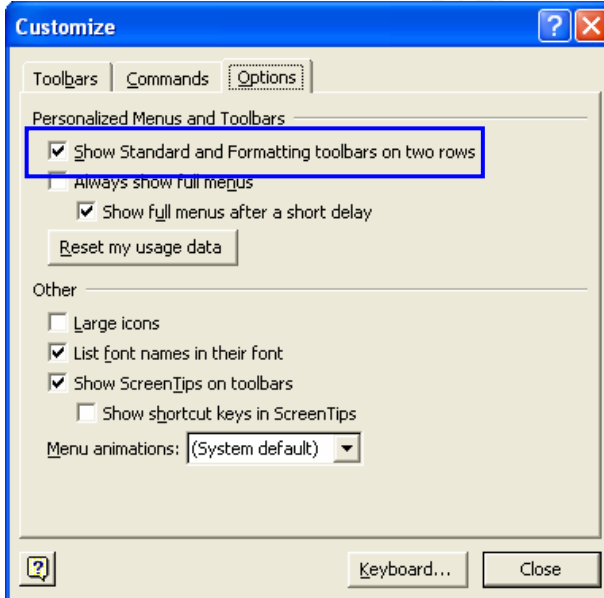 Customize
Toolbars Commands Options
Personalized Menus and Toolbars
Show Standard and Formatting toolbars on two rows
Always show full menus
Show full menus after a short delay
Reset my usage data
Other
Large icons
List font names in their font
Show ScreenTips on toolbars
Show shortcut keys in ScreenTips
Menu animations: (System default)
Keyboard... Close